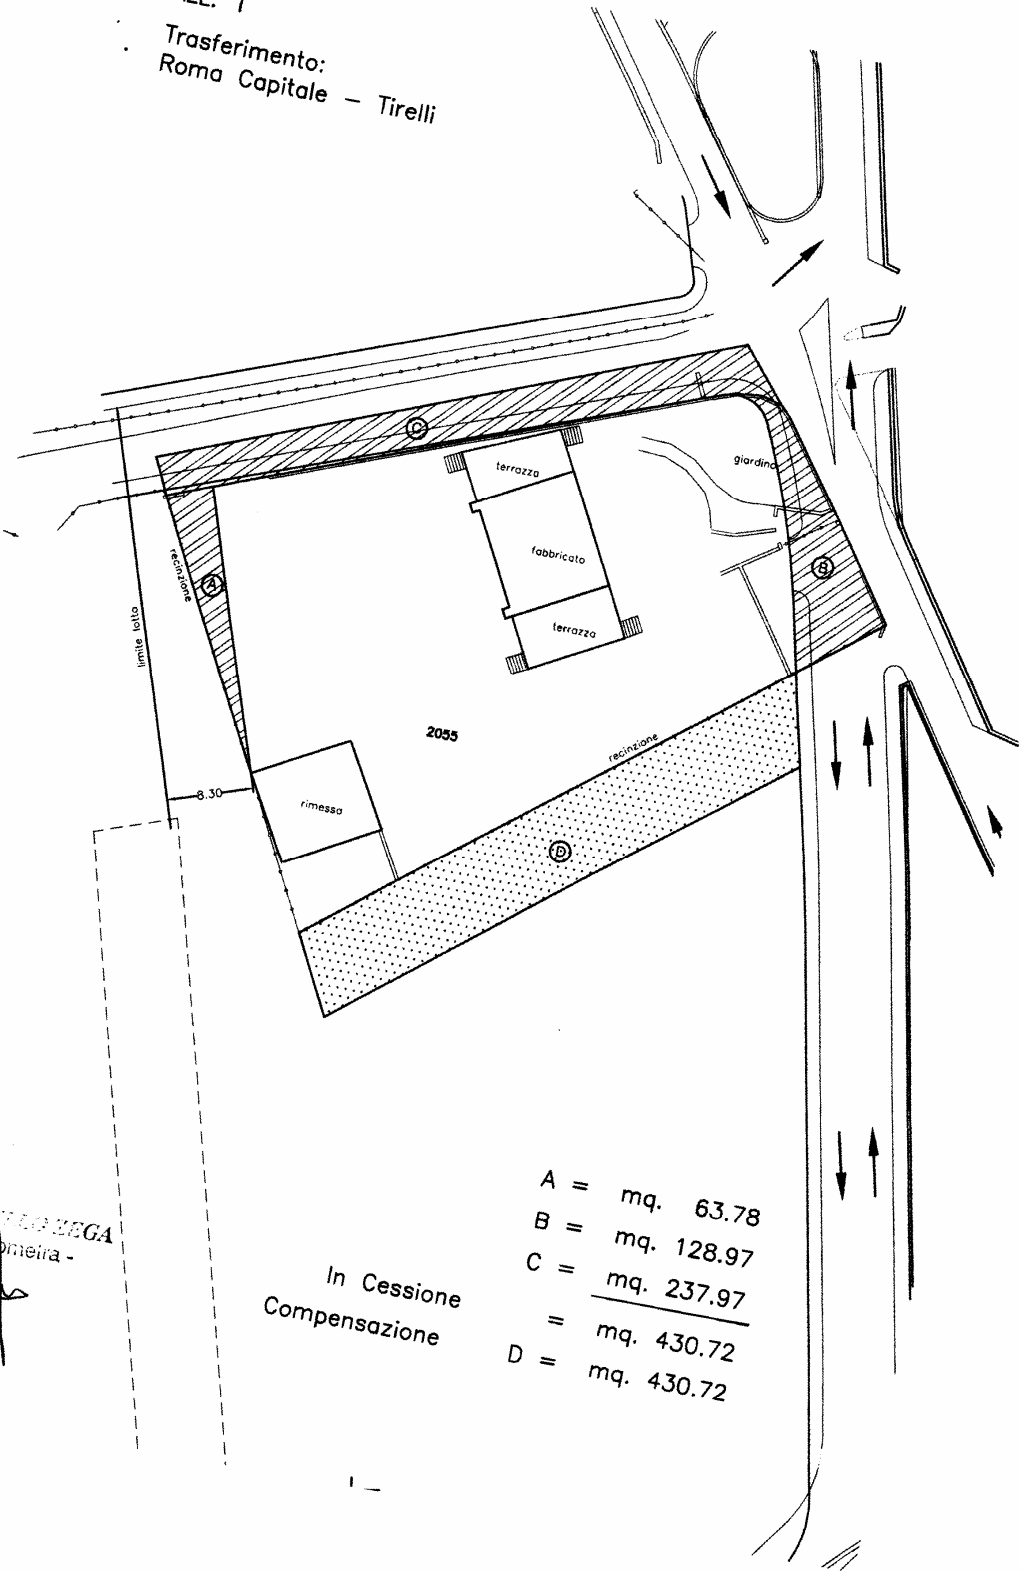 Trasferimento:
Roma Capitale – Tirelli
C
terrazza
giardino
recinzione
A
fabbricato
B
limite lotto
terrazza
2055
recinzione
8.30
rimessa
D
A = mq. 63.78
B = mq. 128.97
C = mq. 237.97
In Cessione = mq. 430.72
Compensazione D = mq. 430.72
ZEGA